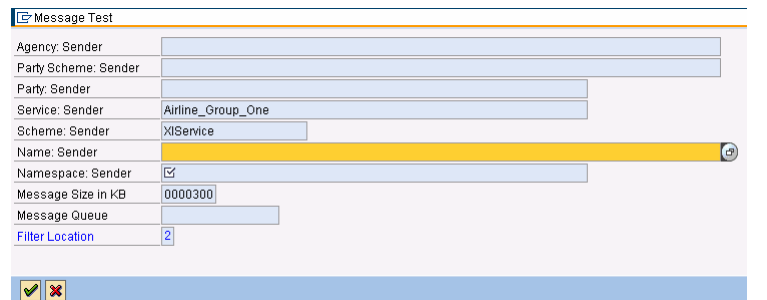 Message Test
Agency: Sender
Party Scheme: Sender
Party: Sender
Service: Sender Airline_Group_One
Scheme: Sender XIService
Name: Sender
Namespace: Sender
Message Size in KB 0000300
Message Queue
Filter Location 2